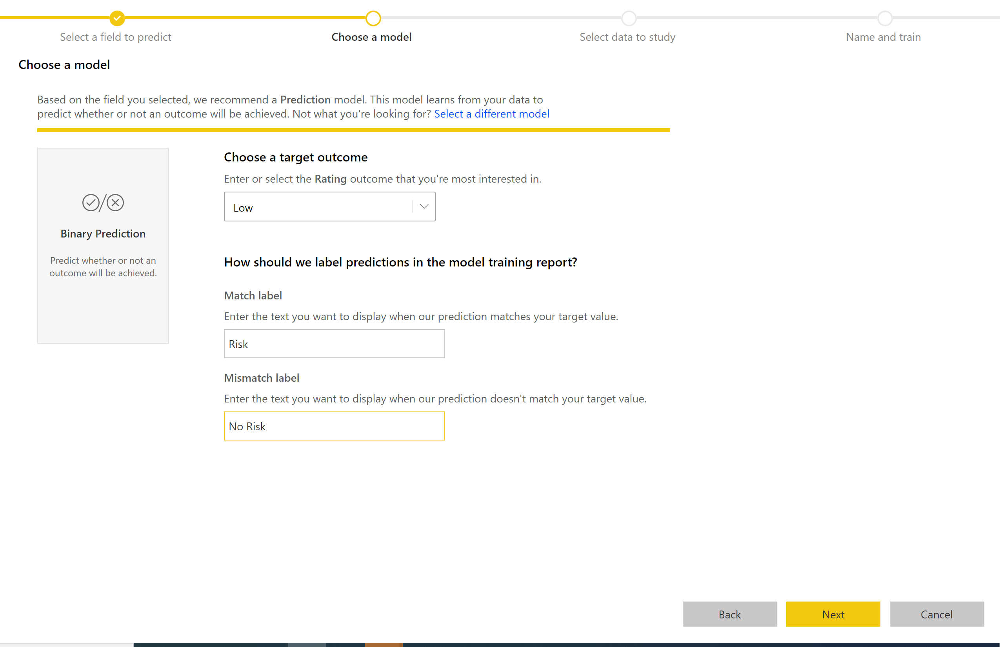 Select a field to predict
Choose a model
Select data to study
Name and train
Choose a model
Based on the field you selected, we recommend a Prediction model. This model learns from your data to
predict whether or not an outcome will be achieved. Not what you're looking for? Select a different model
Binary Prediction
Predict whether or not an
outcome will be achieved.
Choose a target outcome
Enter or select the Rating outcome that you're most interested in.
Low
How should we label predictions in the model training report?
Match label
Enter the text you want to display when our prediction matches your target value.
Risk
Mismatch label
Enter the text you want to display when our prediction doesn't match your target value.
No Risk
Back
Next
Cancel